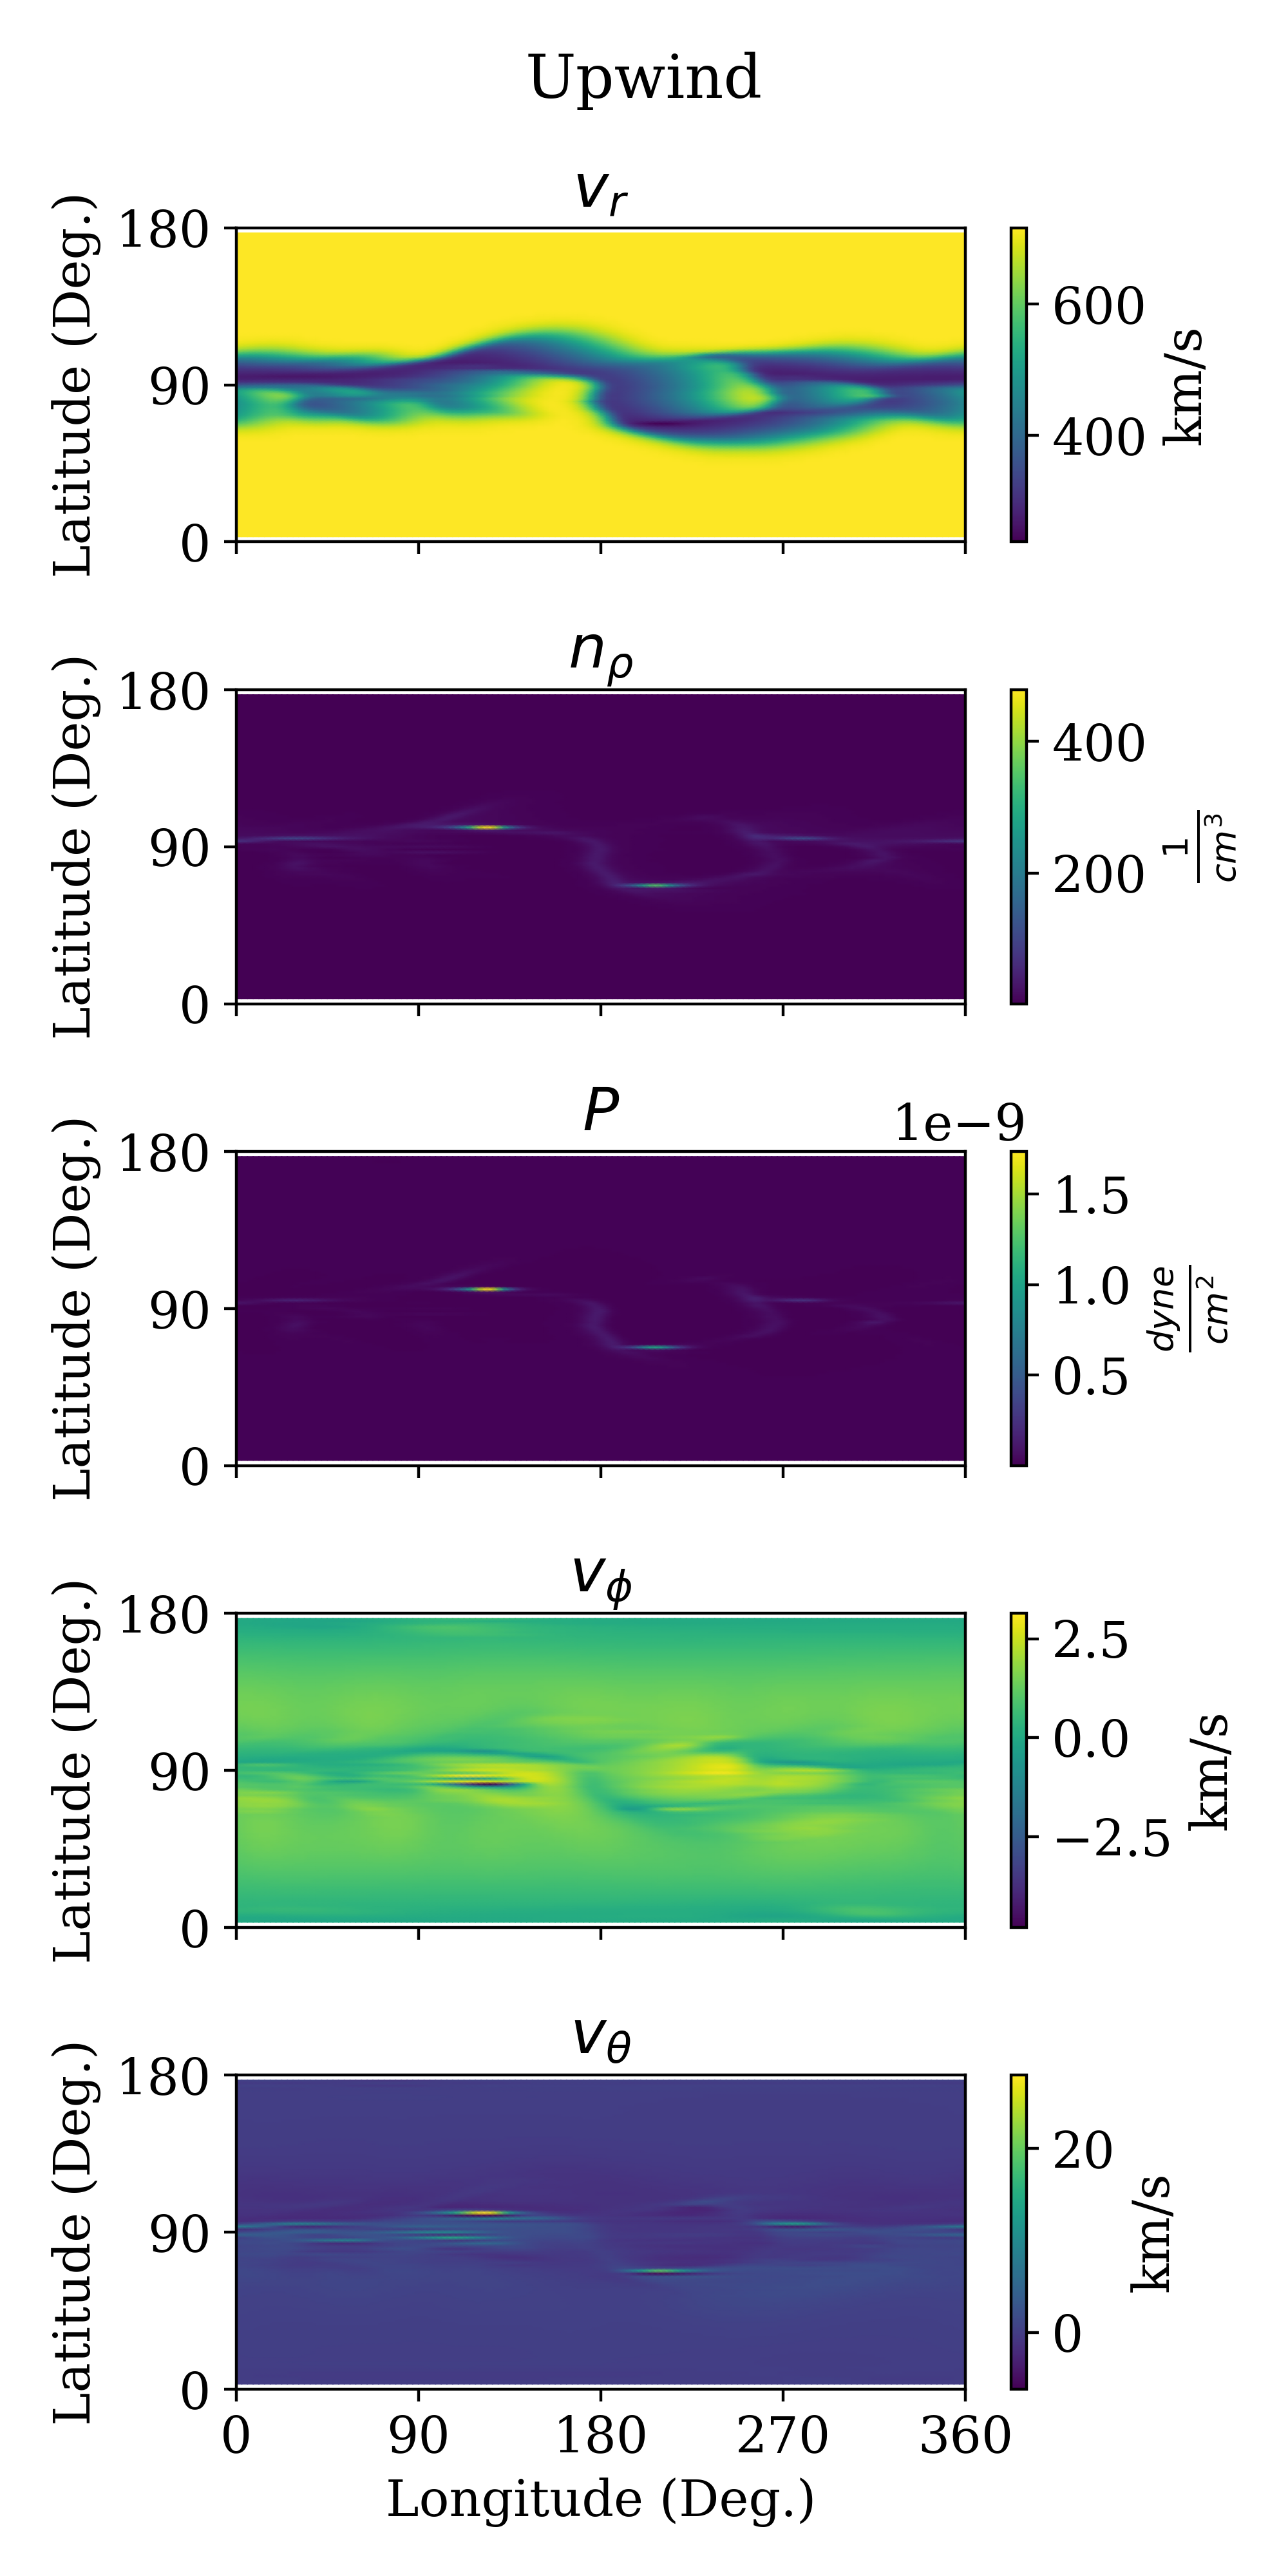 Upwind
v_r
180
90
0
Latitude (Deg.)
600
400
km/s
n_ρ
180
90
0
Latitude (Deg.)
400
200
1/cm^3
P
1e−9
180
90
0
Latitude (Deg.)
1.5
1.0
0.5
dyne/cm^2
v_ϕ
180
90
0
Latitude (Deg.)
2.5
0.0
−2.5
km/s
v_θ
180
90
0
Latitude (Deg.)
20
0
km/s
0 90 180 270 360
Longitude (Deg.)